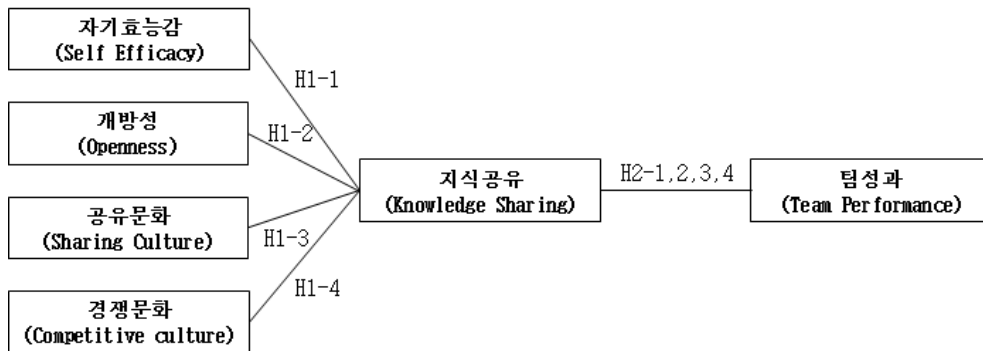 자기효능감
(Self Efficacy)
H1-1
개방성
(Openness)
H1-2
지식공유
(Knowledge Sharing)
H2-1,2,3,4
팀성과
(Team Performance)
공유문화
(Sharing Culture)
H1-3
H1-4
경쟁문화
(Competitive culture)